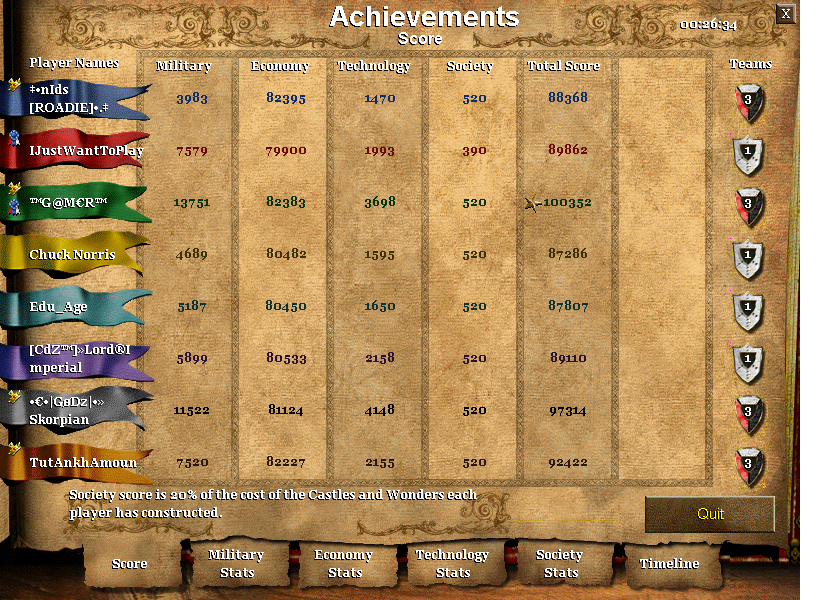 Achievements
Score
00:26:34
X
Player Names Military Economy Technology Society Total Score Teams
‡•nIds
[ROADIE]•.‡ 3983 82395 1470 520 88368 3
IJustWantToPlay 7579 79900 1993 390 89862 1
™G@M€R™ 13751 82383 3698 520 100352 3
Chuck Norris 4689 80482 1595 520 87286 1
Edu_Age 5187 80450 1650 520 87807 1
[CdZ™]»Lord®I
mperial 5899 80533 2158 520 89110 1
•€•|GøDz|•»
Skorpian 11522 81124 4148 520 97314 3
TutAnkhAmoun 7520 82227 2155 520 92422 3
Society score is 20% of the cost of the Castles and Wonders each
player has constructed.
Quit
Score
Military
Stats
Economy
Stats
Technology
Stats
Society
Stats
Timeline